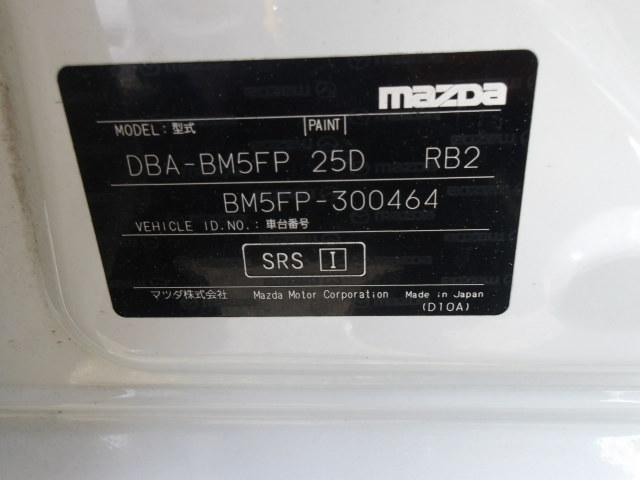 mazda
MODEL: 型式 PAINT
DBA-BM5FP 25D RB2
BM5FP-300464
VEHICLE ID.NO.: 車台番号
SRS I
マツダ株式会社 Mazda Motor Corporation Made in Japan
(D10A)